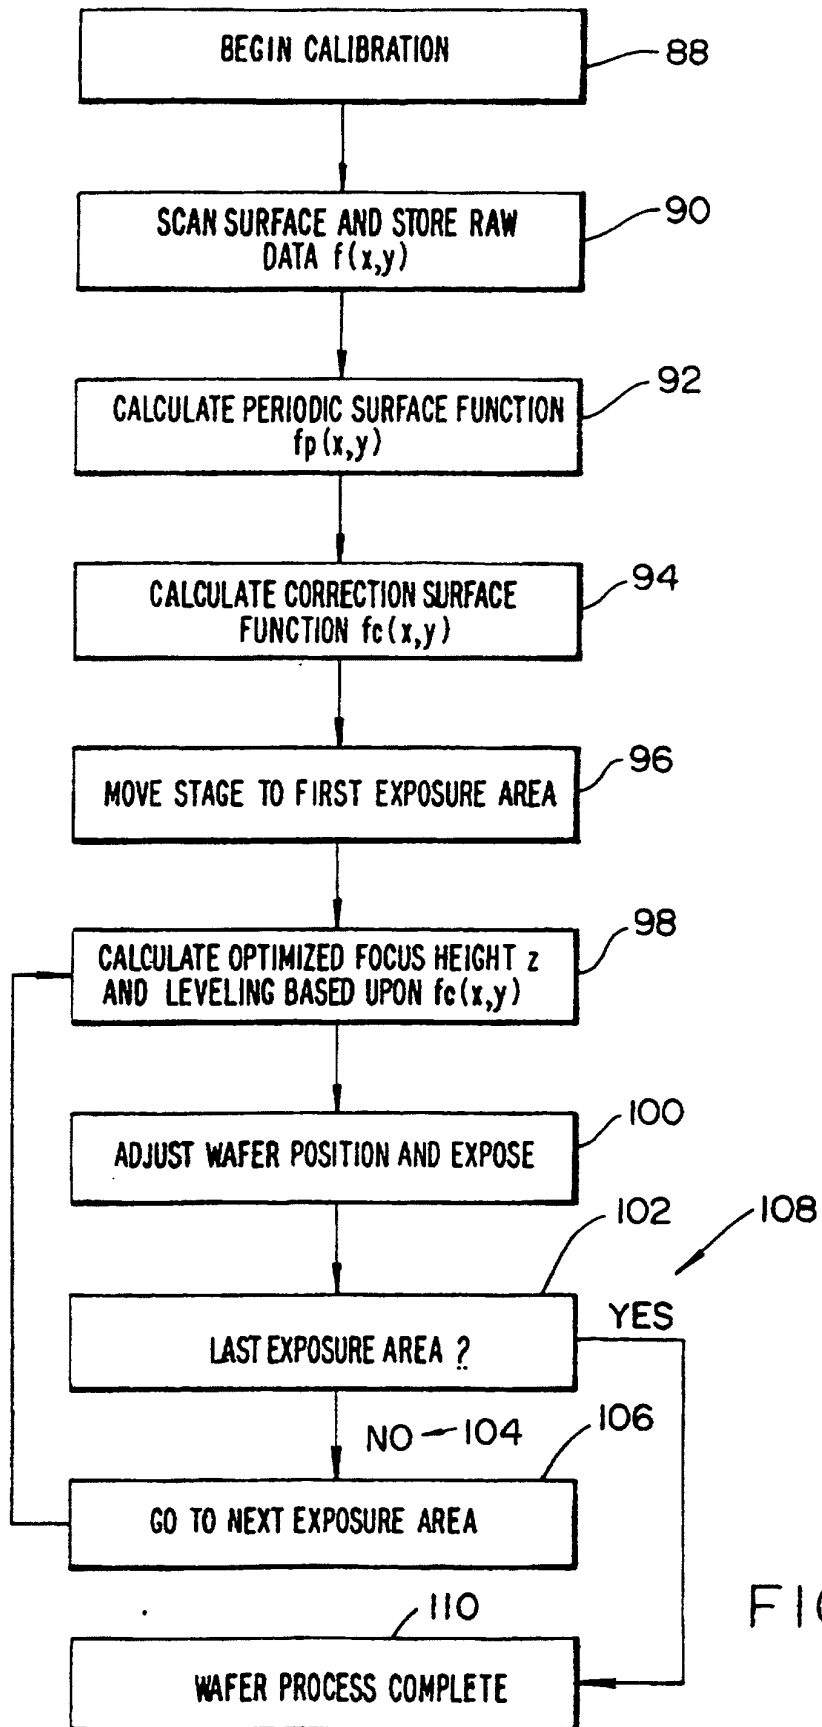 BEGIN CALIBRATION
88
SCAN SURFACE AND STORE RAW
DATA f(x,y)
90
CALCULATE PERIODIC SURFACE FUNCTION
fp(x,y)
92
CALCULATE CORRECTION SURFACE
FUNCTION fc(x,y)
94
MOVE STAGE TO FIRST EXPOSURE AREA
96
CALCULATE OPTIMIZED FOCUS HEIGHT z
AND LEVELING BASED UPON fc(x,y)
98
ADJUST WAFER POSITION AND EXPOSE
100
102
108
LAST EXPOSURE AREA ?
YES
NO
104
106
GO TO NEXT EXPOSURE AREA
110
WAFER PROCESS COMPLETE